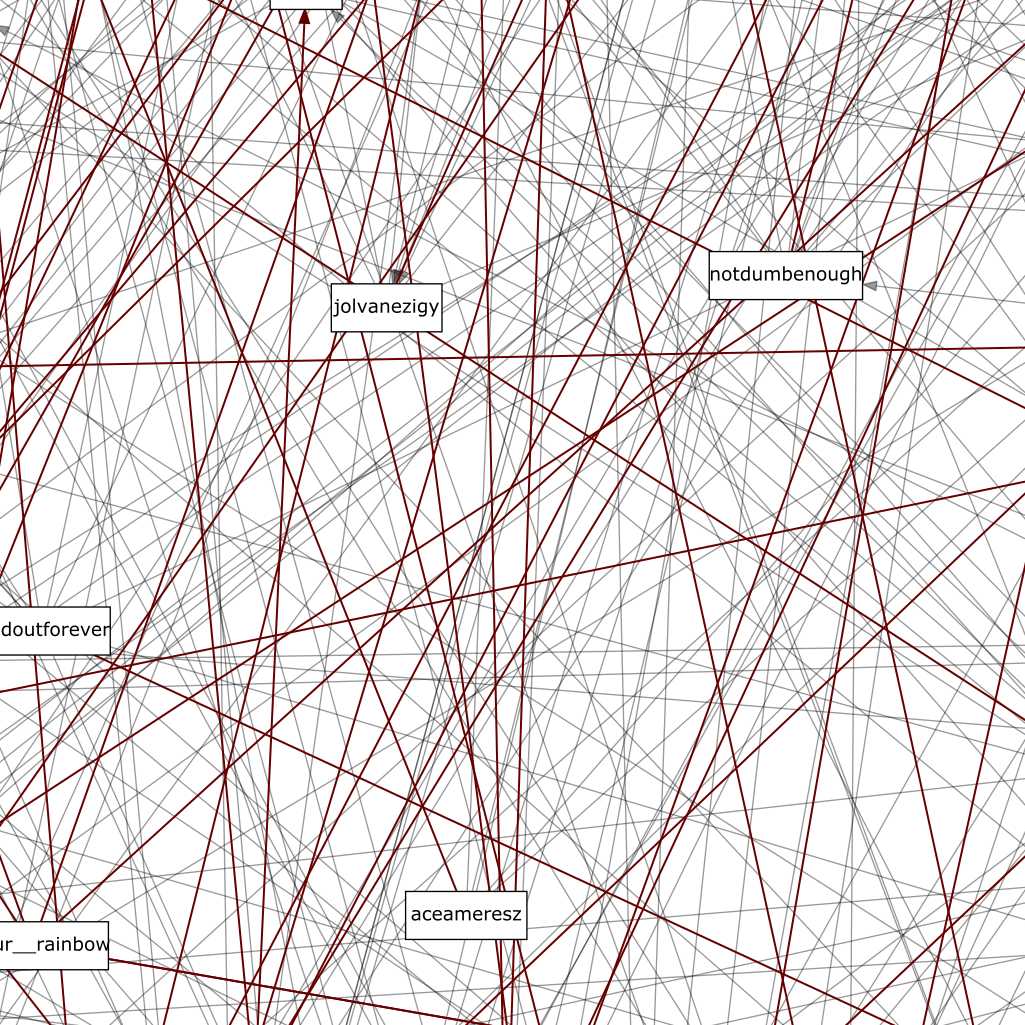 notdumbenough
jolvanezigy
doutforever
aceameresz
ur__rainbow